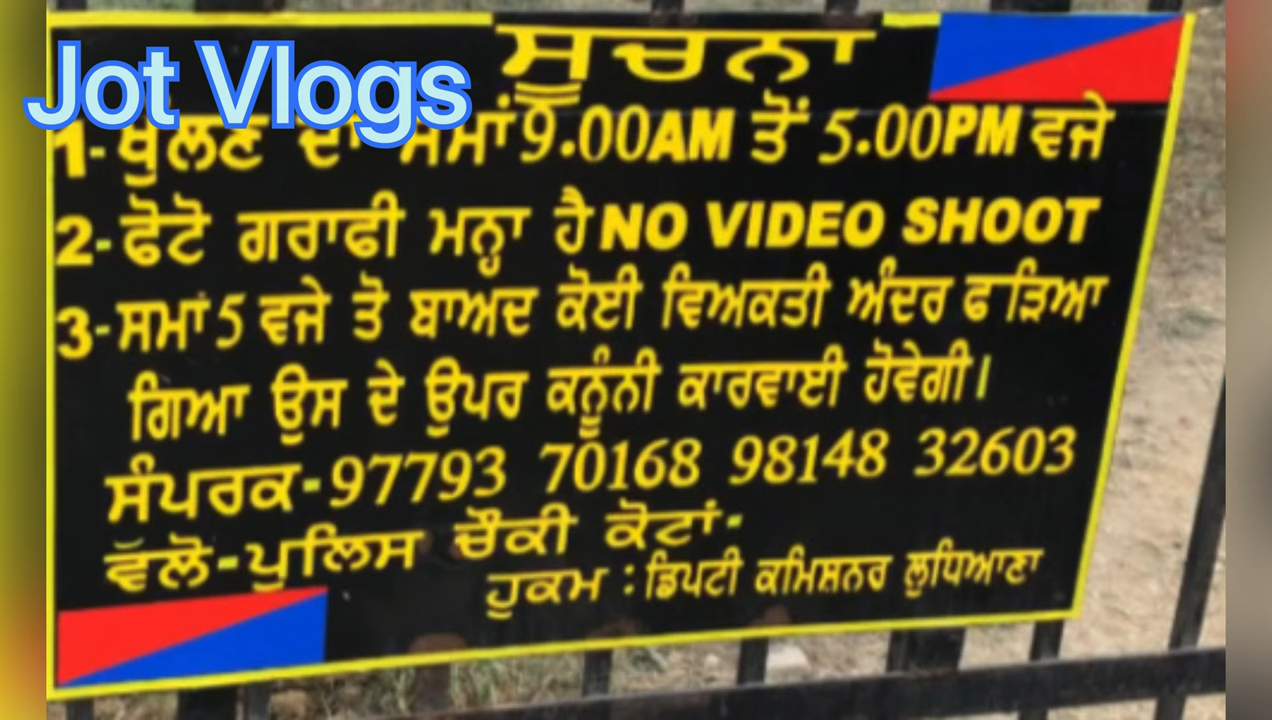 Jot Vlogs
ਸੂਚਨਾ
1-ਖੁਲਣ ਦਾ ਸਮਾਂ 9.00AM ਤੋਂ 5.00PM ਵਜੇ
2-ਫੋਟੋ ਗਰਾਫੀ ਮਨ੍ਹਾ ਹੈ NO VIDEO SHOOT
3-ਸਮਾਂ 5 ਵਜੇ ਤੋ ਬਾਅਦ ਕੋਈ ਵਿਅਕਤੀ ਅੰਦਰ ਫੜਿਆ
ਗਿਆ ਉਸ ਦੇ ਉਪਰ ਕਨੂੰਨੀ ਕਾਰਵਾਈ ਹੋਵੇਗੀ।
ਸੰਪਰਕ-97793 70168 98148 32603
ਵੱਲੋ-ਪੁਲਿਸ ਚੌਕੀ ਕੋਟਾਂ-
ਹੁਕਮ : ਡਿਪਟੀ ਕਮਿਸ਼ਨਰ ਲੁਧਿਆਣਾ